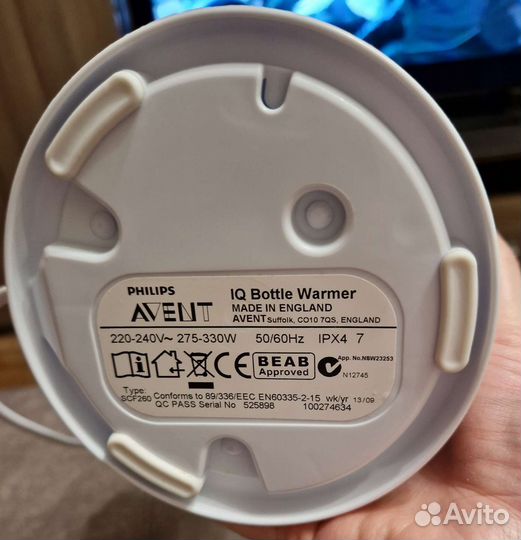 PHILIPS
AVENT
IQ Bottle Warmer
MADE IN ENGLAND
AVENT Suffolk, CO10 7QS, ENGLAND
220-240V~ 275-330W 50/60Hz IPX4 7
BEAB
Approved
App. No.NBW23253
N12745
Type:
SCF260 Conforms to 89/336/EEC EN60335-2-15 wk/yr 13/09
QC PASS Serial No 525898 100274634
Avito